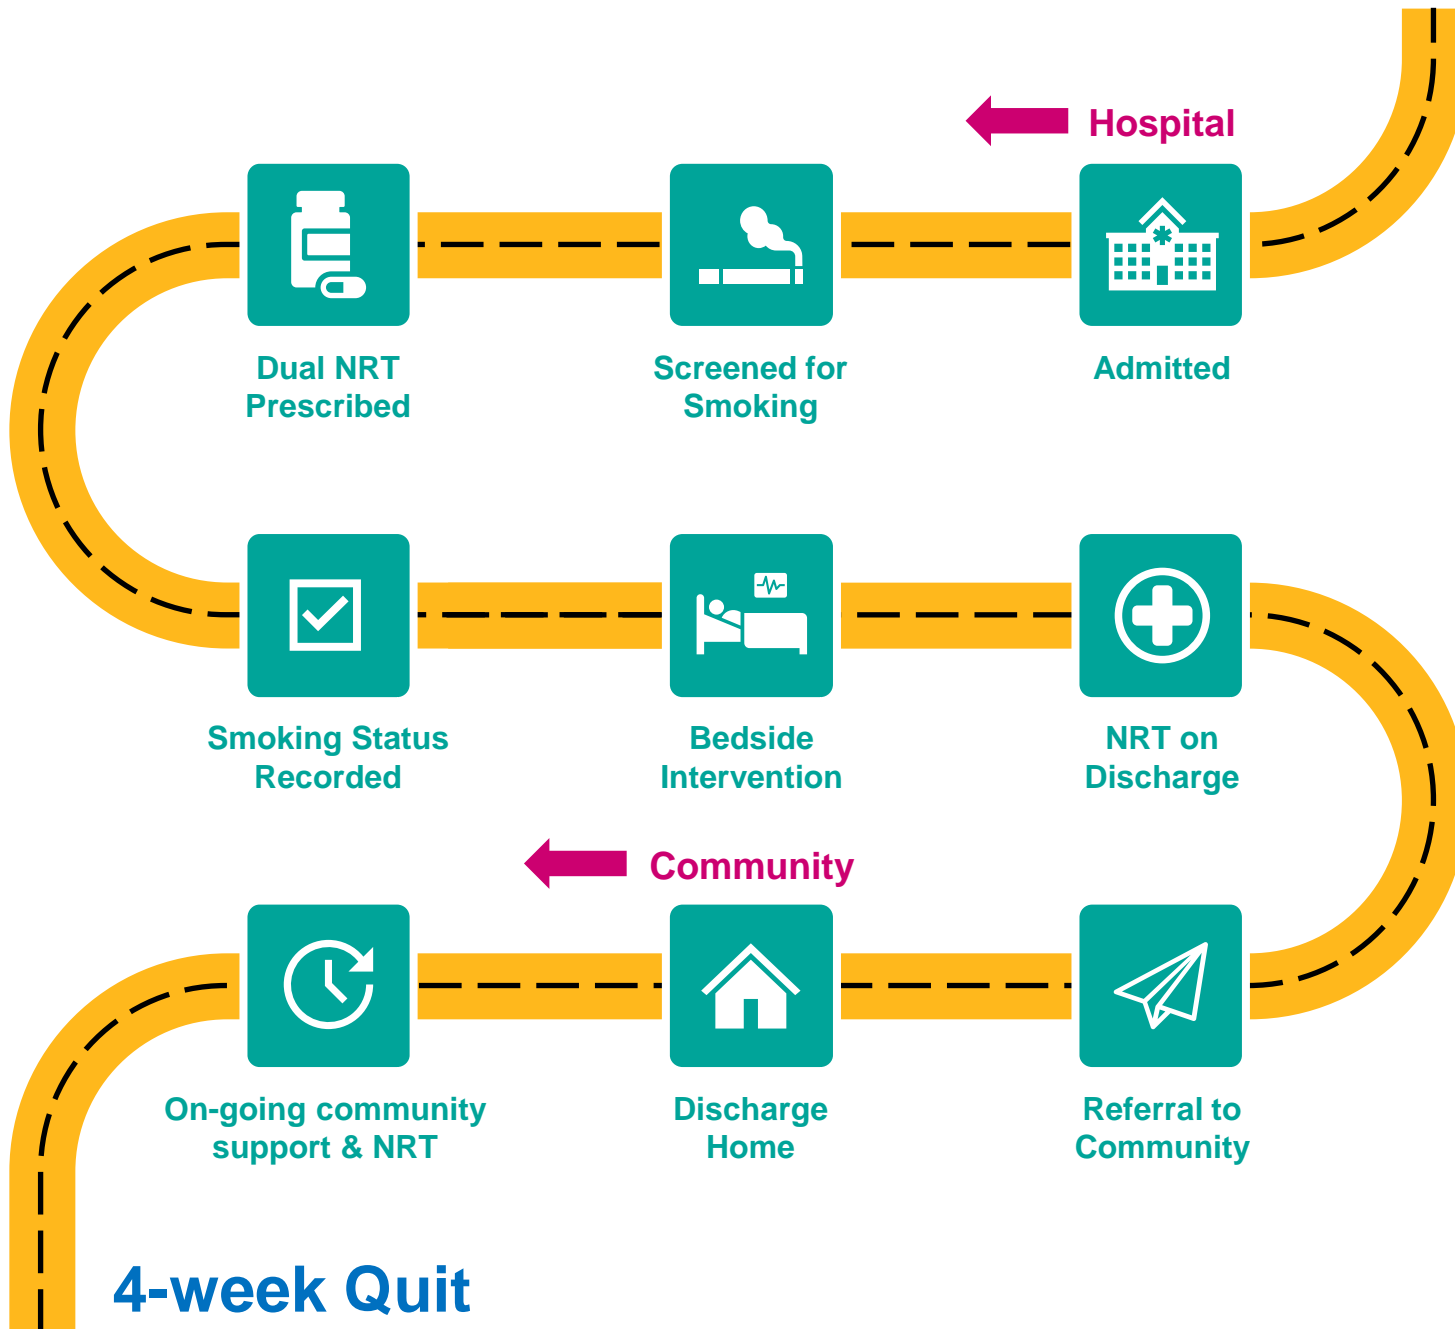 Hospital
Admitted
Screened for
Smoking
Dual NRT
Prescribed
Smoking Status
Recorded
Bedside
Intervention
NRT on
Discharge
Referral to
Community
Community
Discharge
Home
On-going community
support & NRT
4-week Quit